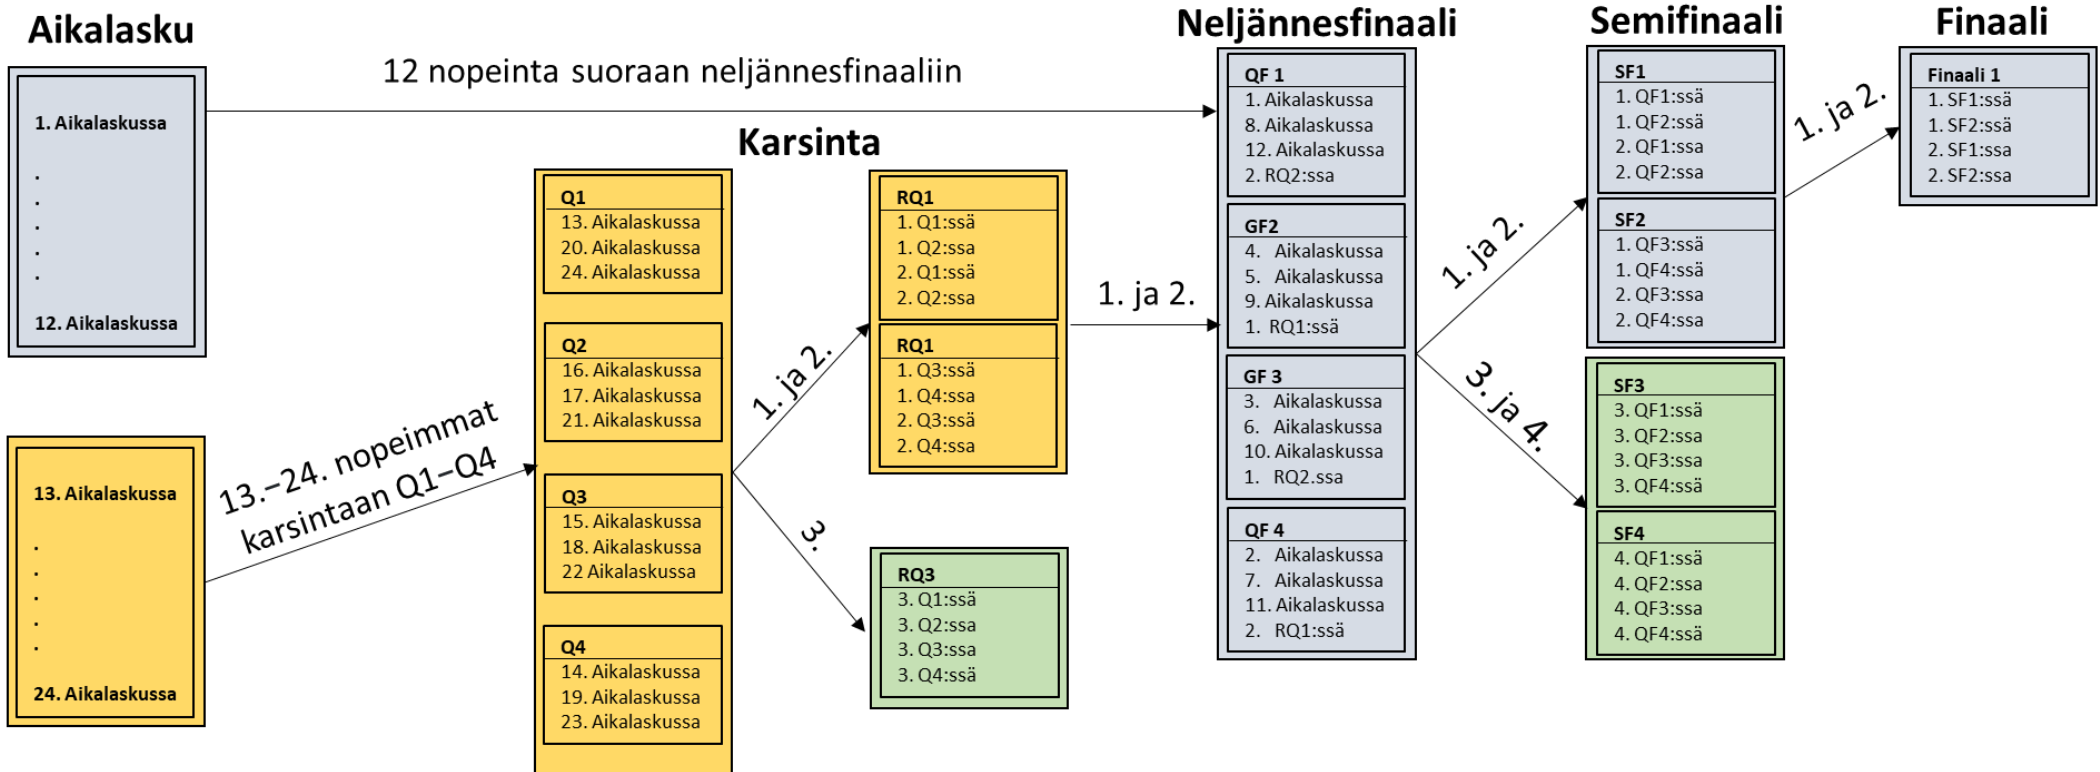 Aikalasku
1. Aikalaskussa
.
.
.
.
.
12. Aikalaskussa
13. Aikalaskussa
.
.
.
.
.
24. Aikalaskussa
12 nopeinta suoraan neljännesfinaaliin
13.–24. nopeimmat
karsintaan Q1–Q4
Karsinta
Q1
13. Aikalaskussa
20. Aikalaskussa
24. Aikalaskussa
Q2
16. Aikalaskussa
17. Aikalaskussa
21. Aikalaskussa
Q3
15. Aikalaskussa
18. Aikalaskussa
22 Aikalaskussa
Q4
14. Aikalaskussa
19. Aikalaskussa
23. Aikalaskussa
1. ja 2.
3.
RQ1
1. Q1:ssä
1. Q2:ssa
2. Q1:ssä
2. Q2:ssa
RQ1
1. Q3:ssä
1. Q4:ssa
2. Q3:ssä
2. Q4:ssa
RQ3
3. Q1:ssä
3. Q2:ssa
3. Q3:ssa
3. Q4:ssä
1. ja 2.
Neljännesfinaali
QF 1
1. Aikalaskussa
8. Aikalaskussa
12. Aikalaskussa
2. RQ2:ssa
GF2
4. Aikalaskussa
5. Aikalaskussa
9. Aikalaskussa
1. RQ1:ssä
GF 3
3. Aikalaskussa
6. Aikalaskussa
10. Aikalaskussa
1. RQ2.ssa
QF 4
2. Aikalaskussa
7. Aikalaskussa
11. Aikalaskussa
2. RQ1:ssä
1. ja 2.
3. ja 4.
Semifinaali
SF1
1. QF1:ssä
1. QF2:ssä
2. QF1:ssa
2. QF2:ssa
SF2
1. QF3:ssä
1. QF4:ssä
2. QF3:ssa
2. QF4:ssa
SF3
3. QF1:ssä
3. QF2:ssa
3. QF3:ssa
3. QF4:ssä
SF4
4. QF1:ssä
4. QF2:ssa
4. QF3:ssa
4. QF4:ssä
1. ja 2.
Finaali
Finaali 1
1. SF1:ssä
1. SF2:ssä
2. SF1:ssa
2. SF2:ssa